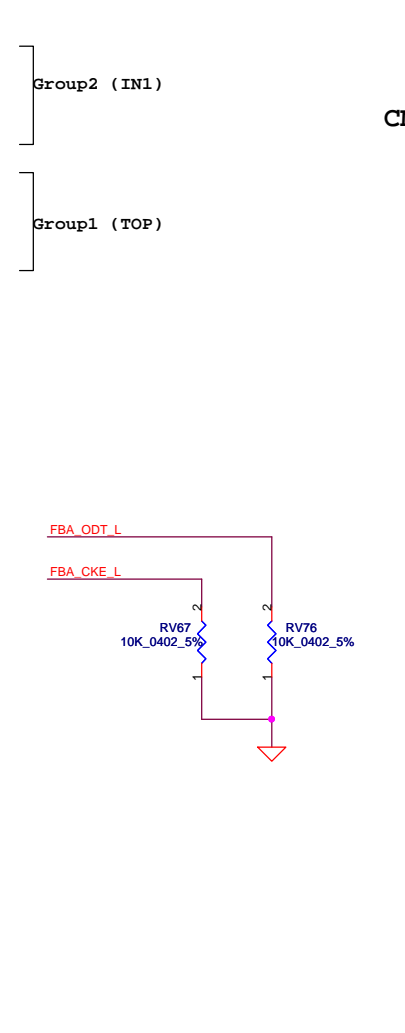 Group2 (IN1)
Group1 (TOP)
FBA_ODT_L
FBA_CKE_L
2
2
RV67
10K_0402_5%
RV76
10K_0402_5%
1
1